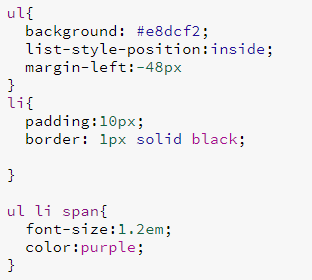 ul{
background: #e8dcf2;
list-style-position:inside;
margin-left:-48px
}
li{
padding:10px;
border: 1px solid black;
}
ul li span{
font-size:1.2em;
color:purple;
}